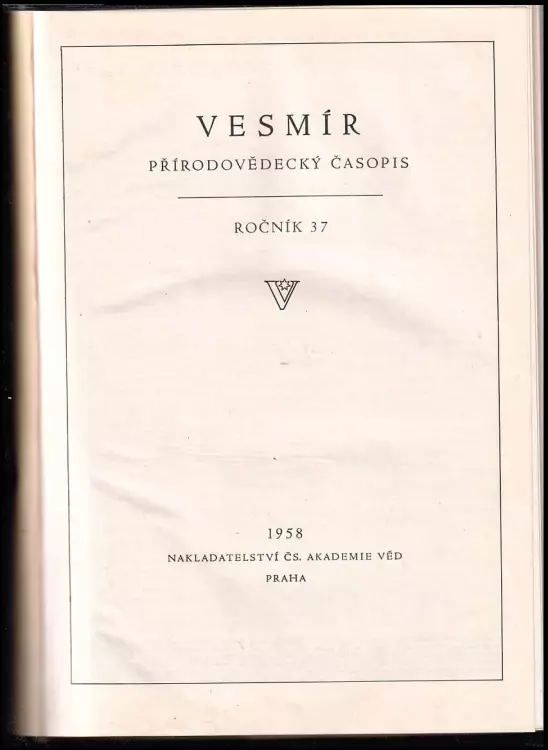 VESMÍR
PŘÍRODOVĚDECKÝ ČASOPIS
ROČNÍK 37
V
1958
NAKLADATELSTVÍ ČS. AKADEMIE VĚD
PRAHA